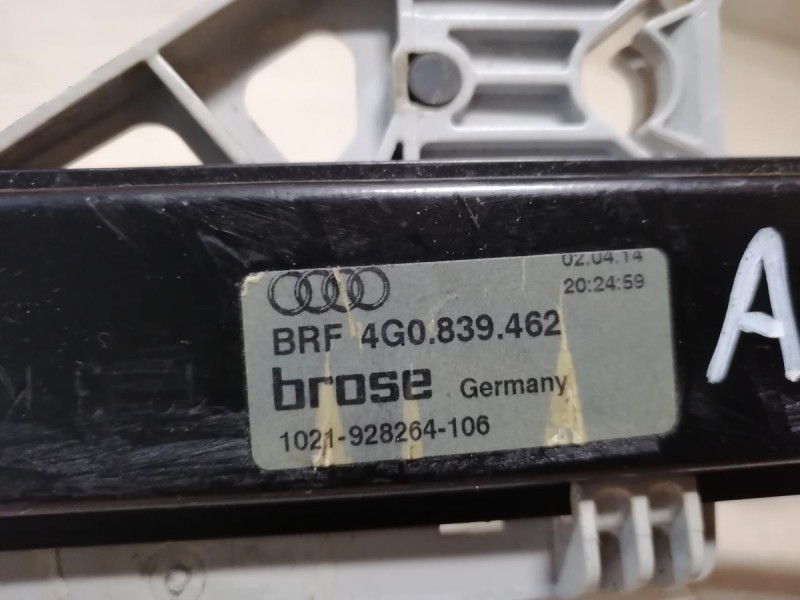 02.04.14
20:24:59
BRF 4G0.839.462
brose Germany
1021-928264-106
A